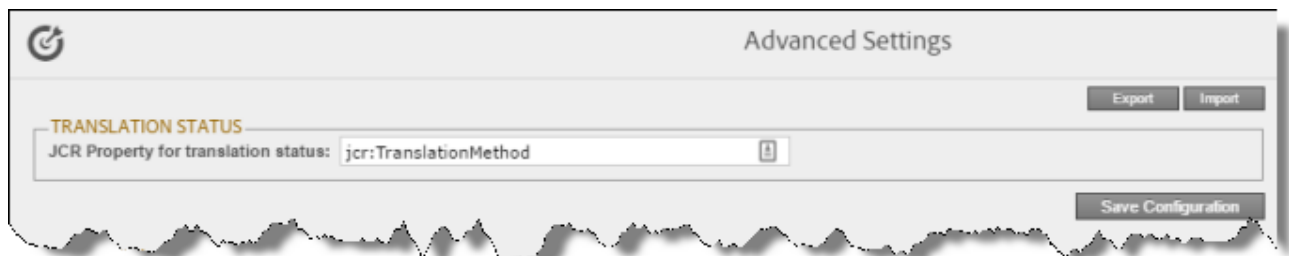 Advanced Settings
Export Import
TRANSLATION STATUS
JCR Property for translation status: jcr:TranslationMethod
Save Configuration